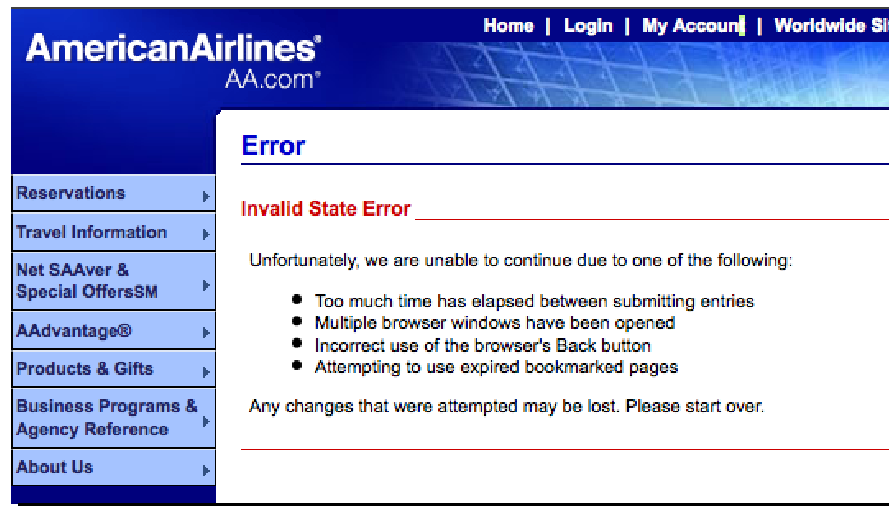 Home | Login | My Account | Worldwide
AmericanAirlines®
AA.com®
Error
Reservations
Travel Information
Net SAAver &
Special OffersSM
AAdvantage®
Products & Gifts
Business Programs &
Agency Reference
About Us
Invalid State Error
Unfortunately, we are unable to continue due to one of the following:
● Too much time has elapsed between submitting entries
● Multiple browser windows have been opened
● Incorrect use of the browser's Back button
● Attempting to use expired bookmarked pages
Any changes that were attempted may be lost. Please start over.